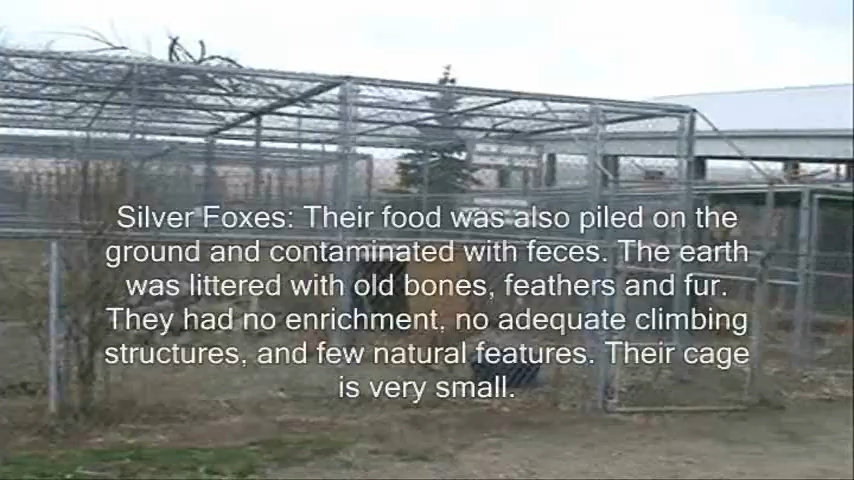 Silver Foxes: Their food was also piled on the
ground and contaminated with feces. The earth
was littered with old bones, feathers and fur.
They had no enrichment, no adequate climbing
structures, and few natural features. Their cage
is very small.